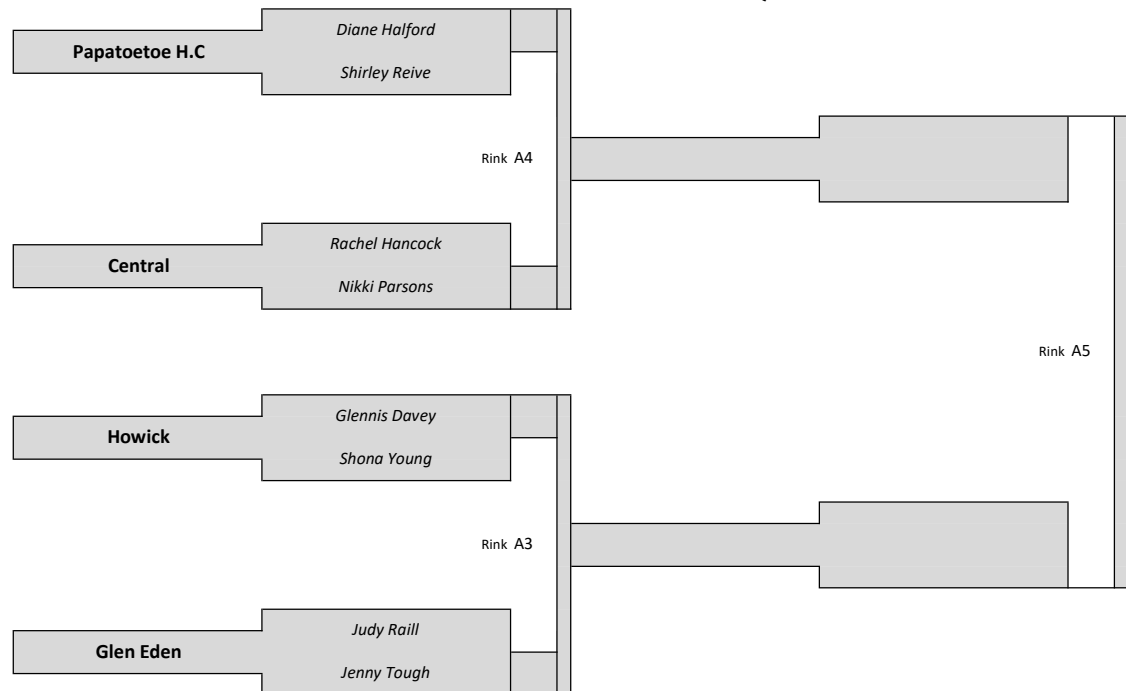 Diane Halford
Papatoetoe H.C
Shirley Reive
Rink A4
Rachel Hancock
Central
Nikki Parsons
Rink A5
Glennis Davey
Howick
Shona Young
Rink A3
Judy Raill
Glen Eden
Jenny Tough